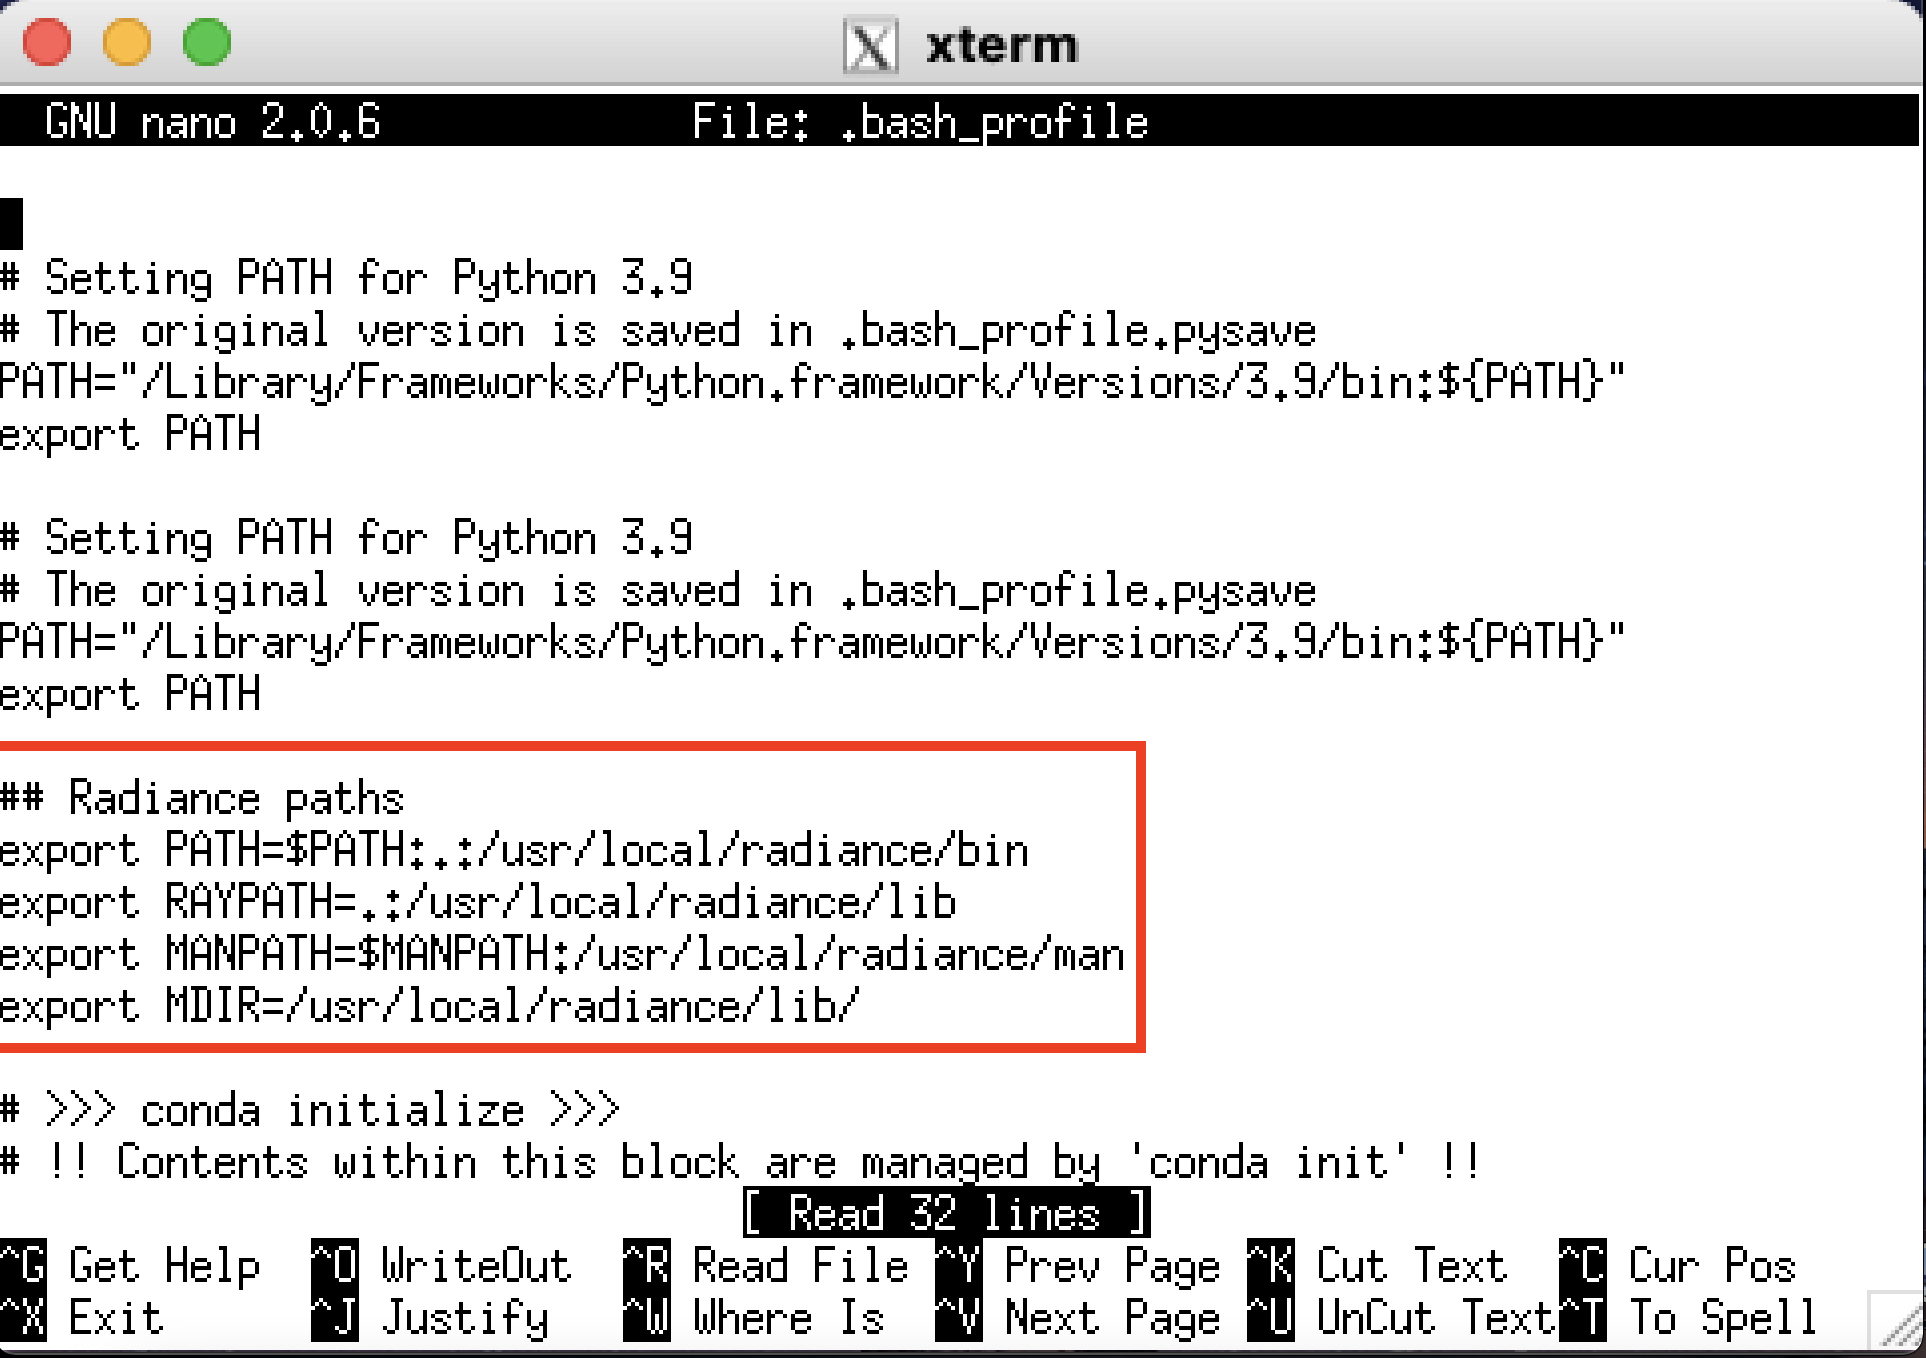 xterm
GNU nano 2.0.6 File: .bash_profile
# Setting PATH for Python 3.9
# The original version is saved in .bash_profile.pysave
PATH="/Library/Frameworks/Python.framework/Versions/3.9/bin:${PATH}"
export PATH
# Setting PATH for Python 3.9
# The original version is saved in .bash_profile.pysave
PATH="/Library/Frameworks/Python.framework/Versions/3.9/bin:${PATH}"
export PATH
## Radiance paths
export PATH=$PATH:.:/usr/local/radiance/bin
export RAYPATH=.:/usr/local/radiance/lib
export MANPATH=$MANPATH:/usr/local/radiance/man
export MDIR=/usr/local/radiance/lib/
# >>> conda initialize >>>
# !! Contents within this block are managed by 'conda init' !!
[ Read 32 lines ]
^G Get Help ^O WriteOut ^R Read File ^Y Prev Page ^K Cut Text ^C Cur Pos
^X Exit ^J Justify ^W Where Is ^V Next Page ^U UnCut Text ^T To Spell